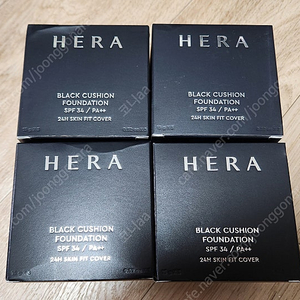 HERA
BLACK CUSHION
FOUNDATION
SPF 34 / PA++
24H SKIN FIT COVER
HERA
BLACK CUSHION
FOUNDATION
SPF 34 / PA++
24H SKIN FIT COVER
HERA
BLACK CUSHION
FOUNDATION
SPF 34 / PA++
24H SKIN FIT COVER
HERA
BLACK CUSHION
FOUNDATION
SPF 34 / PA++
24H SKIN FIT COVER